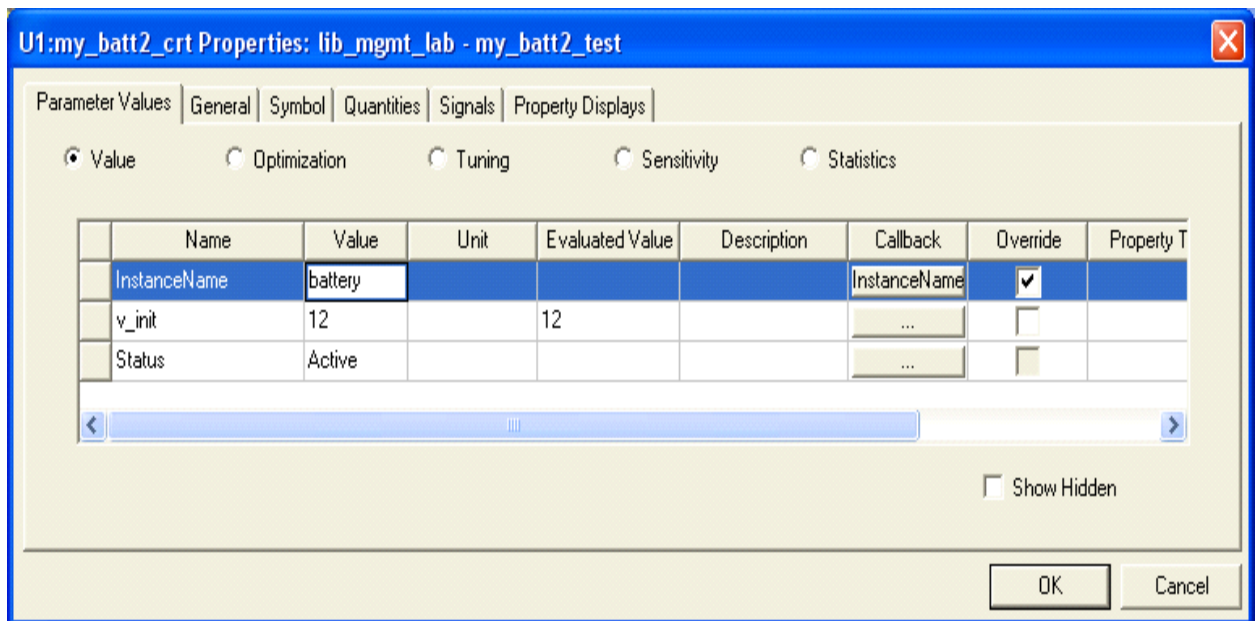 U1:my_batt2_crt Properties: lib_mgmt_lab - my_batt2_test
Parameter Values General Symbol Quantities Signals Property Displays
Value Optimization Tuning Sensitivity Statistics
Name Value Unit Evaluated Value Description Callback Override Property T
InstanceName battery InstanceName
v_init 12 12 ...
Status Active ...
Show Hidden
OK Cancel